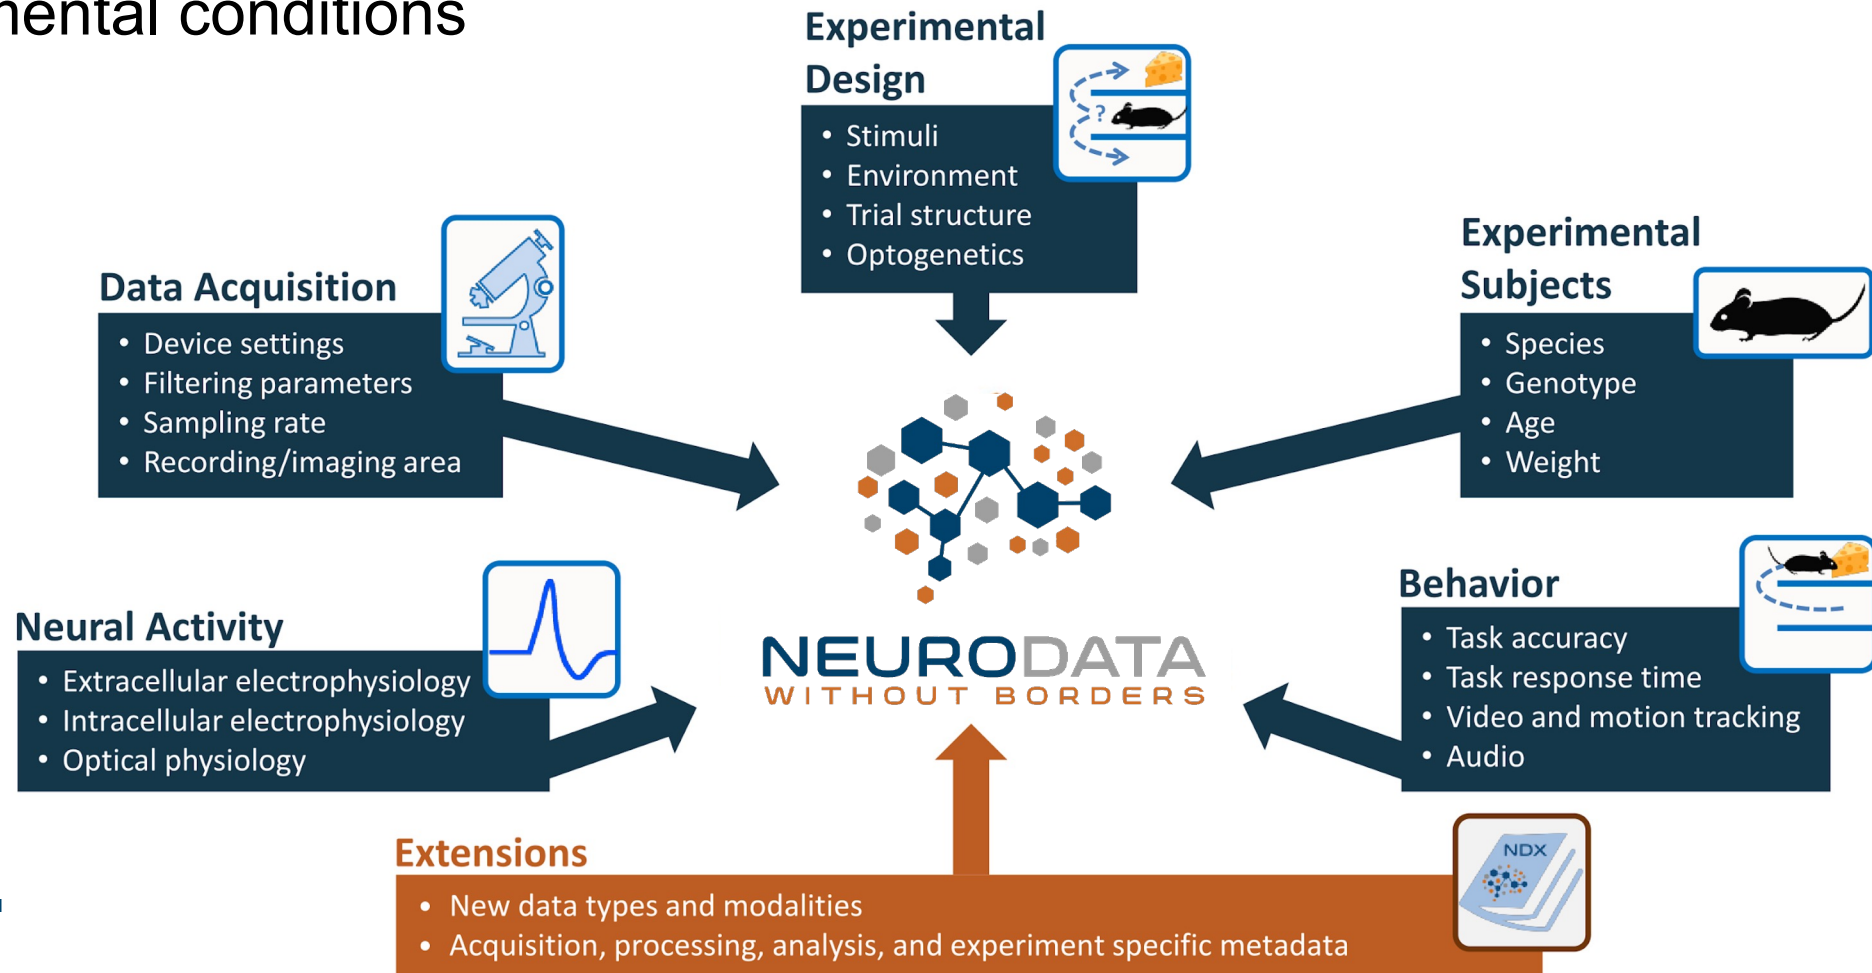 conditions
Experimental
Design
• Stimuli
• Environment
• Trial structure
• Optogenetics
?
Data Acquisition
• Device settings
• Filtering parameters
• Sampling rate
• Recording/imaging area
Experimental
Subjects
• Species
• Genotype
• Age
• Weight
Neural Activity
• Extracellular electrophysiology
• Intracellular electrophysiology
• Optical physiology
NEURODATA
WITHOUT BORDERS
Behavior
• Task accuracy
• Task response time
• Video and motion tracking
• Audio
Extensions
• New data types and modalities
• Acquisition, processing, analysis, and experiment specific metadata
NDX